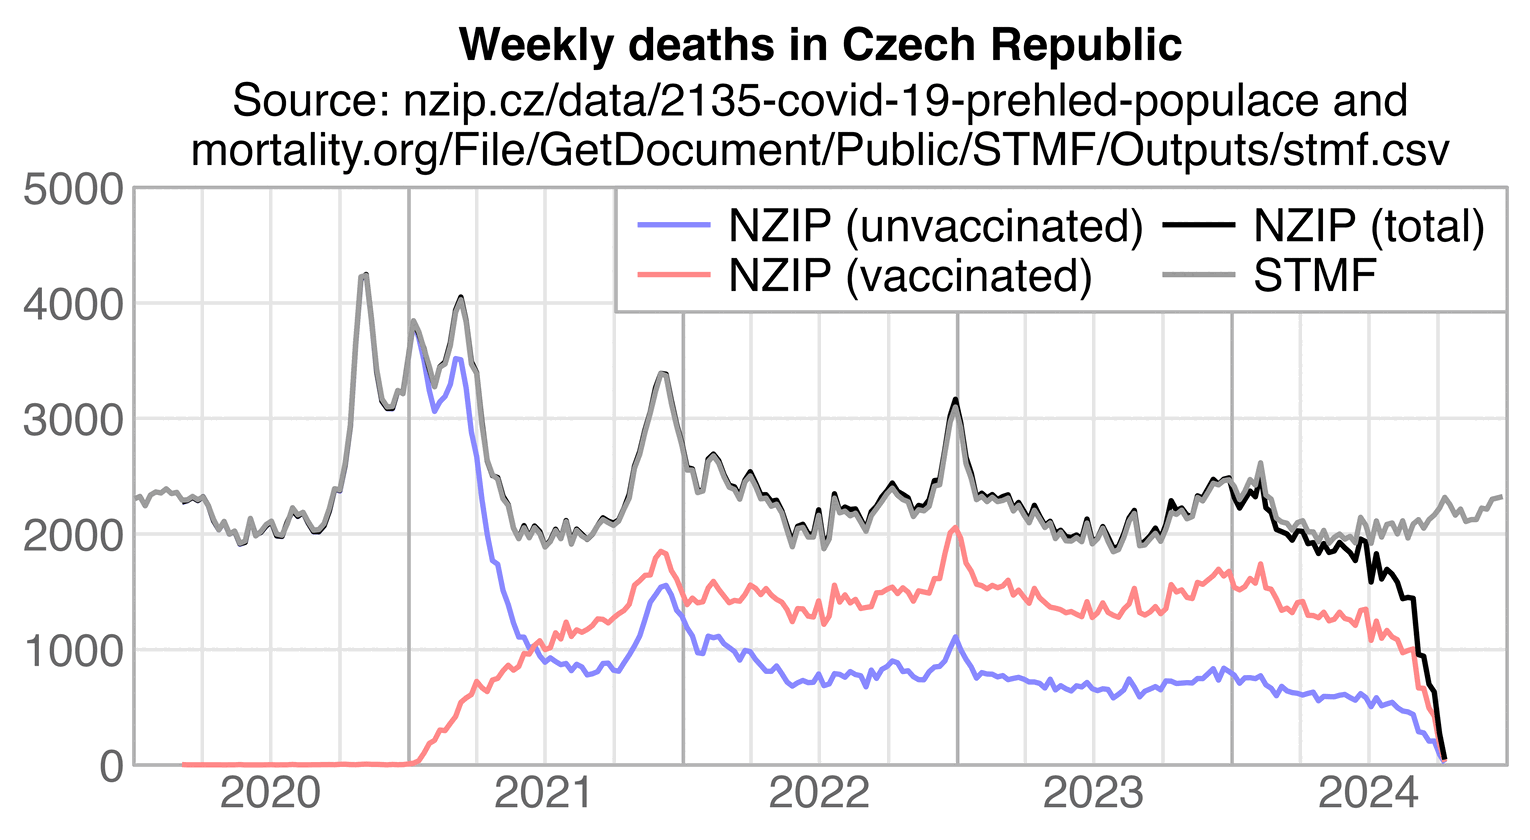 Weekly deaths in Czech Republic
Source: nzip.cz/data/2135-covid-19-prehled-populace and
mortality.org/File/GetDocument/Public/STMF/Outputs/stmf.csv
5000
NZIP (unvaccinated) NZIP (total)
NZIP (vaccinated) STMF
4000
3000
2000
1000
0
2020 2021 2022 2023 2024